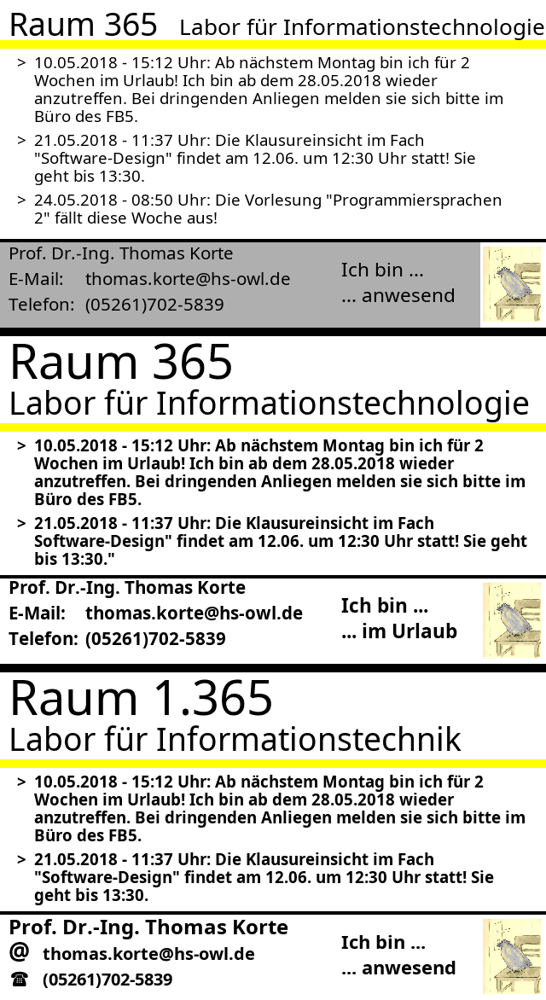 Raum 365 Labor für Informationstechnologie
> 10.05.2018 - 15:12 Uhr: Ab nächstem Montag bin ich für 2
Wochen im Urlaub! Ich bin ab dem 28.05.2018 wieder
anzutreffen. Bei dringenden Anliegen melden sie sich bitte im
Büro des FB5.
> 21.05.2018 - 11:37 Uhr: Die Klausureinsicht im Fach
"Software-Design" findet am 12.06. um 12:30 Uhr statt! Sie
geht bis 13:30.
> 24.05.2018 - 08:50 Uhr: Die Vorlesung "Programmiersprachen
2" fällt diese Woche aus!
Prof. Dr.-Ing. Thomas Korte
E-Mail: thomas.korte@hs-owl.de
Telefon: (05261)702-5839
Ich bin ...
... anwesend
Raum 365
Labor für Informationstechnologie
> 10.05.2018 - 15:12 Uhr: Ab nächstem Montag bin ich für 2
Wochen im Urlaub! Ich bin ab dem 28.05.2018 wieder
anzutreffen. Bei dringenden Anliegen melden sie sich bitte im
Büro des FB5.
> 21.05.2018 - 11:37 Uhr: Die Klausureinsicht im Fach
Software-Design" findet am 12.06. um 12:30 Uhr statt! Sie geht
bis 13:30."
Prof. Dr.-Ing. Thomas Korte
E-Mail: thomas.korte@hs-owl.de
Telefon: (05261)702-5839
Ich bin ...
... im Urlaub
Raum 1.365
Labor für Informationstechnik
> 10.05.2018 - 15:12 Uhr: Ab nächstem Montag bin ich für 2
Wochen im Urlaub! Ich bin ab dem 28.05.2018 wieder
anzutreffen. Bei dringenden Anliegen melden sie sich bitte im
Büro des FB5.
> 21.05.2018 - 11:37 Uhr: Die Klausureinsicht im Fach
"Software-Design" findet am 12.06. um 12:30 Uhr statt! Sie
geht bis 13:30.
Prof. Dr.-Ing. Thomas Korte
@ thomas.korte@hs-owl.de
☎ (05261)702-5839
Ich bin ...
... anwesend